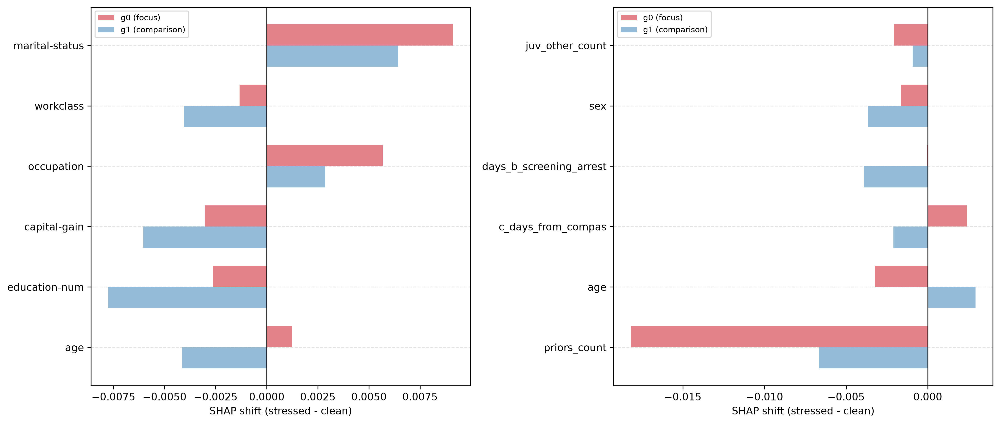 g0 (focus)
g1 (comparison)
marital-status
workclass
occupation
capital-gain
education-num
age
−0.0075 −0.0050 −0.0025 0.0000 0.0025 0.0050 0.0075
SHAP shift (stressed - clean)
g0 (focus)
g1 (comparison)
juv_other_count
sex
days_b_screening_arrest
c_days_from_compas
age
priors_count
−0.015 −0.010 −0.005 0.000
SHAP shift (stressed - clean)